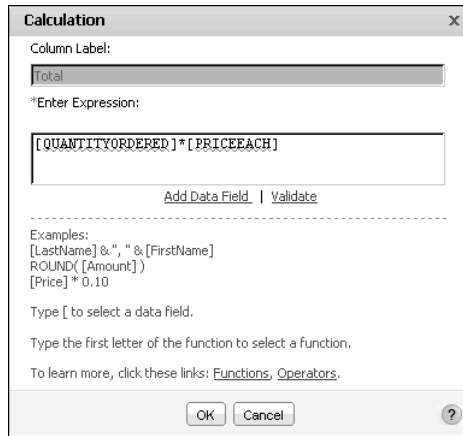 Calculation x
Column Label:
Total
*Enter Expression:
[QUANTITYORDERED]*[PRICEEACH]
Add Data Field | Validate
Examples:
[LastName] & ", " & [FirstName]
ROUND( [Amount] )
[Price] * 0.10
Type [ to select a data field.
Type the first letter of the function to select a function.
To learn more, click these links: Functions, Operators.
OK Cancel ?